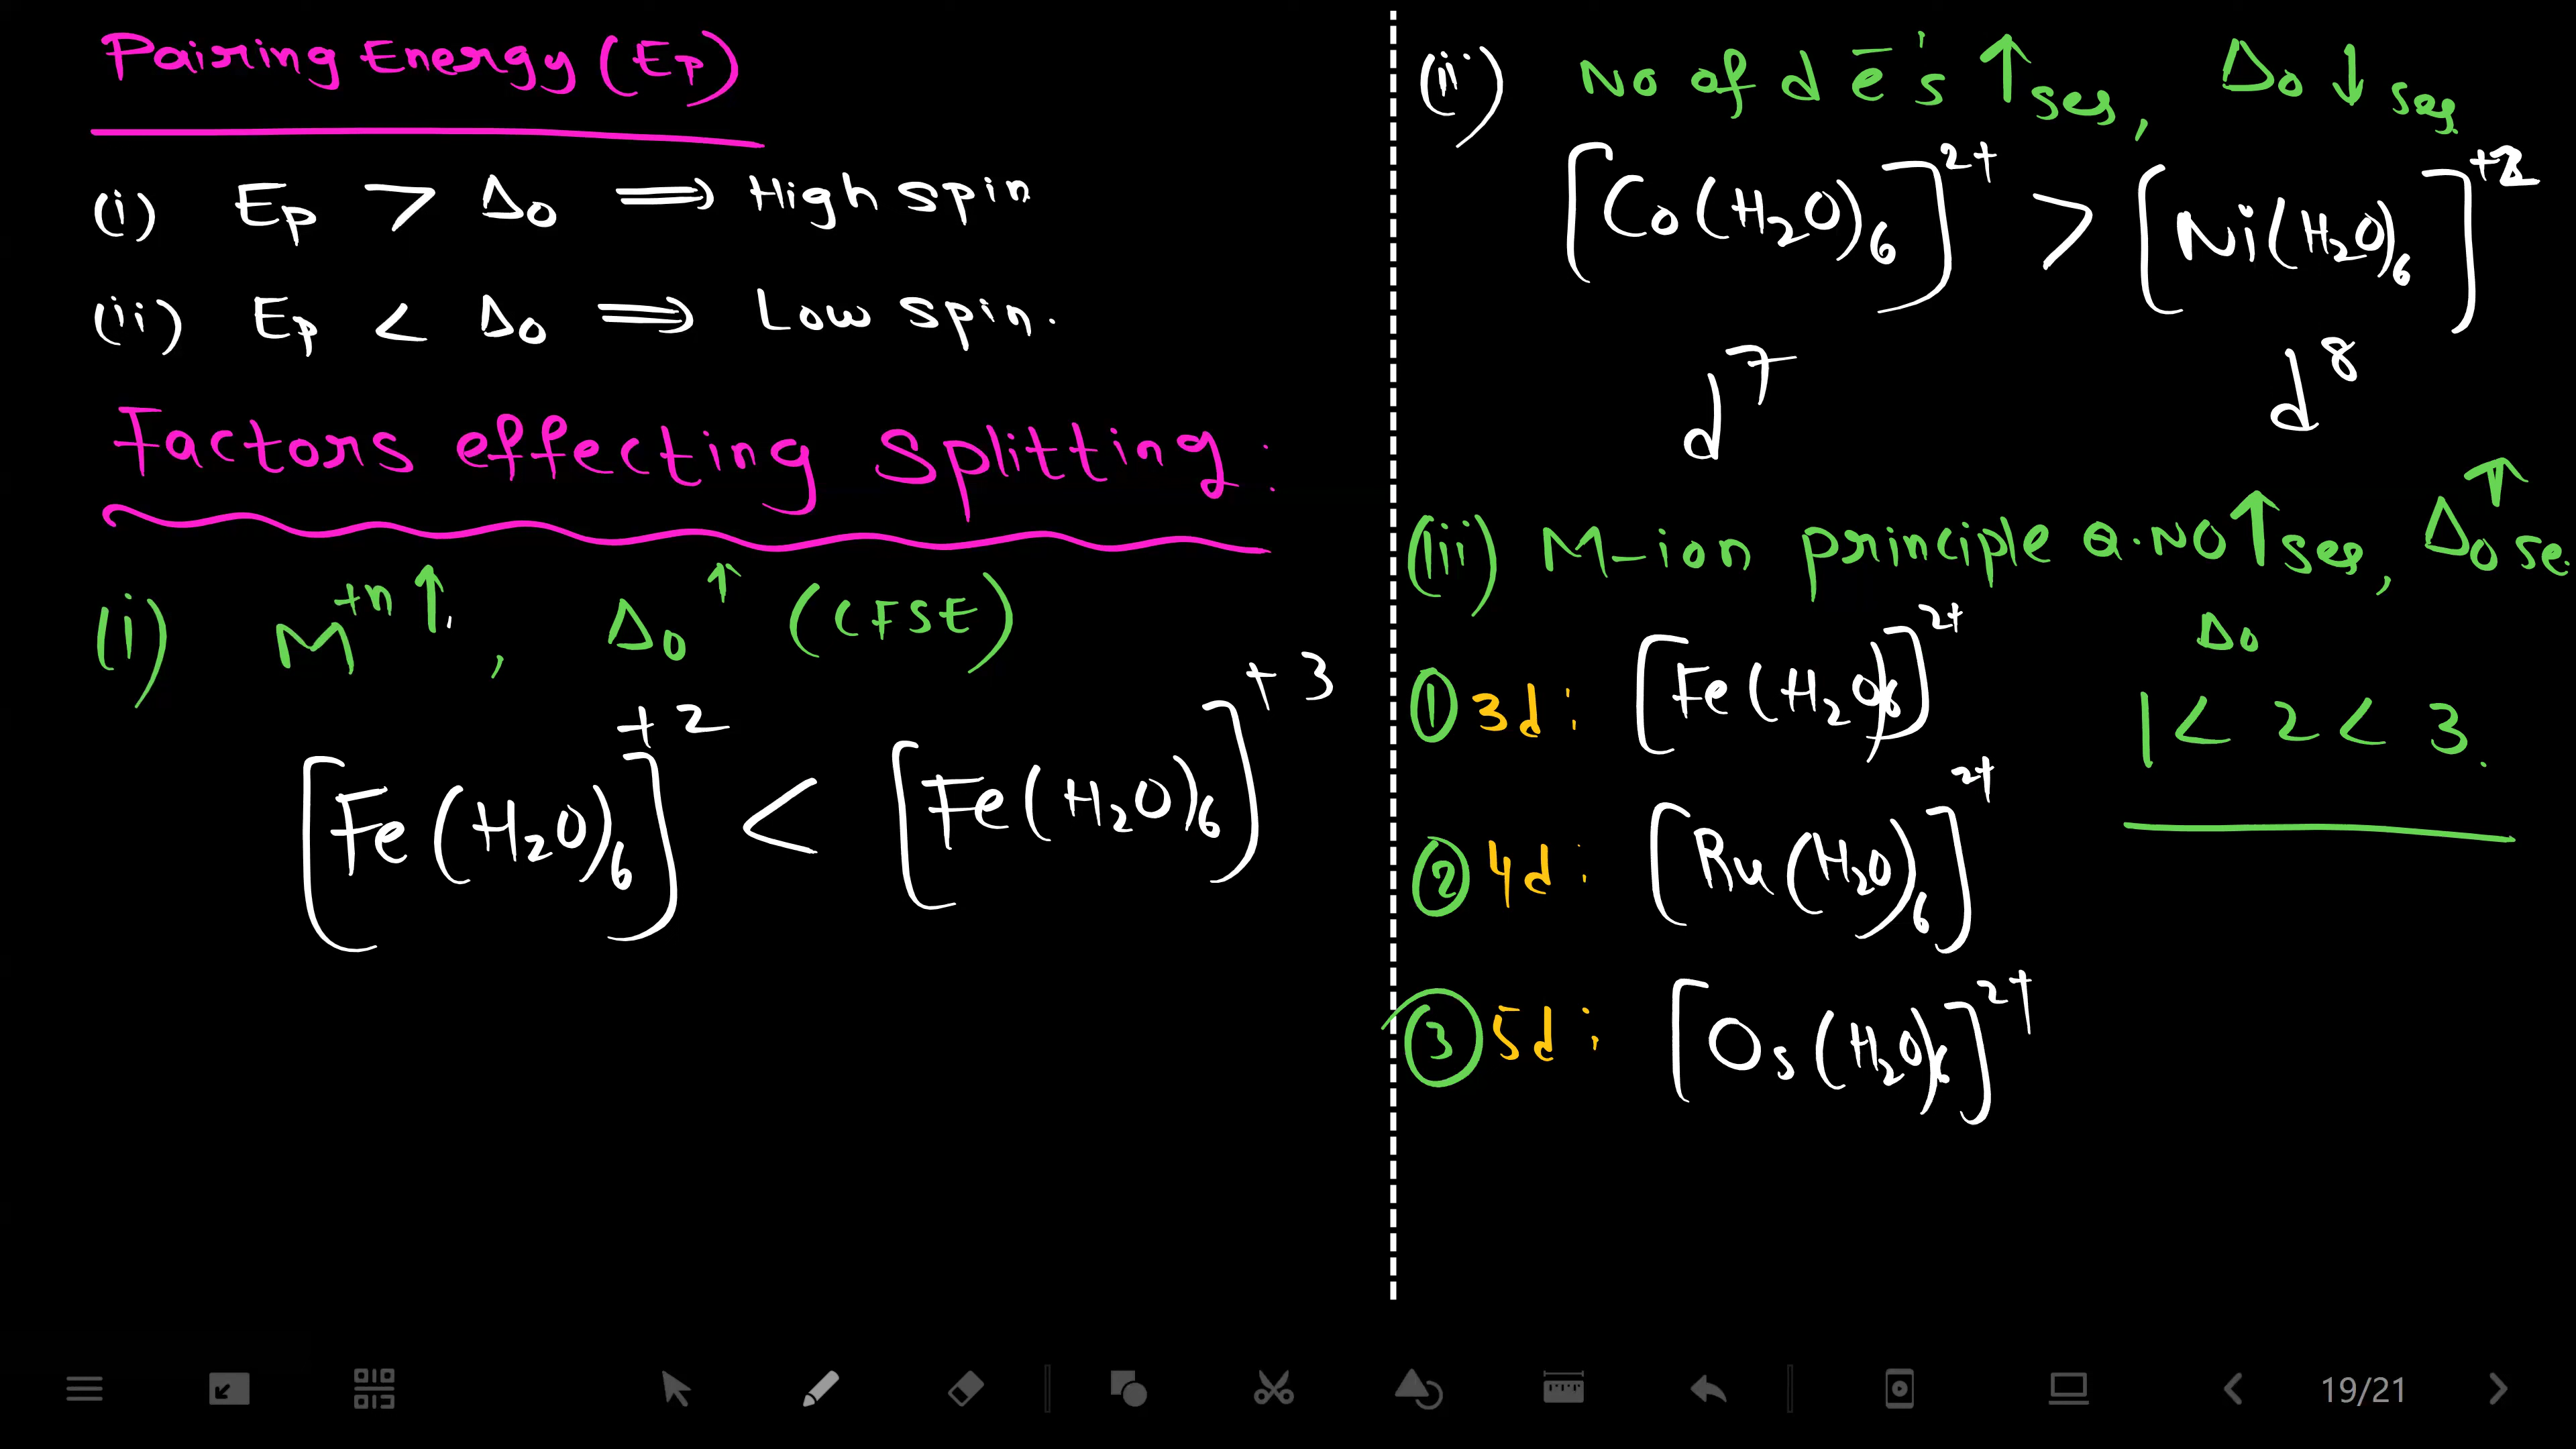 Pairing Energy (Ep)
(i) Ep > Δo ⟹ High spin
(ii) Ep < Δo ⟹ Low spin.
Factors effecting Splitting :
(i) M⁺ⁿ ↑, Δo ↑ (CFSE)
[Fe(H₂O)₆]⁺² < [Fe(H₂O)₆]⁺³
(ii) No of d ē's ↑ses, Δo ↓ses
[Co(H₂O)₆]²⁺ > [Ni(H₂O)₆]⁺²
d⁷ d⁸
(iii) M-ion principle Q.NO ↑ses, Δo ↑se.
Δo
① 3d : [Fe(H₂O)₆]²⁺
1 < 2 < 3.
② 4d : [Ru(H₂O)₆]²⁺
③ 5d : [Os(H₂O)₆]²⁺
19/21